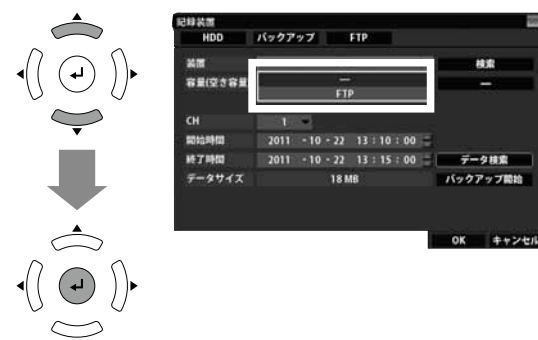 記録装置
HDD バックアップ FTP
装置 検索
容量(空き容量 —
—
FTP
CH 1
開始時間 2011 - 10 - 22 13 : 10 : 00
終了時間 2011 - 10 - 22 13 : 15 : 00 データ検索
データサイズ 18 MB バックアップ開始
OK キャンセル